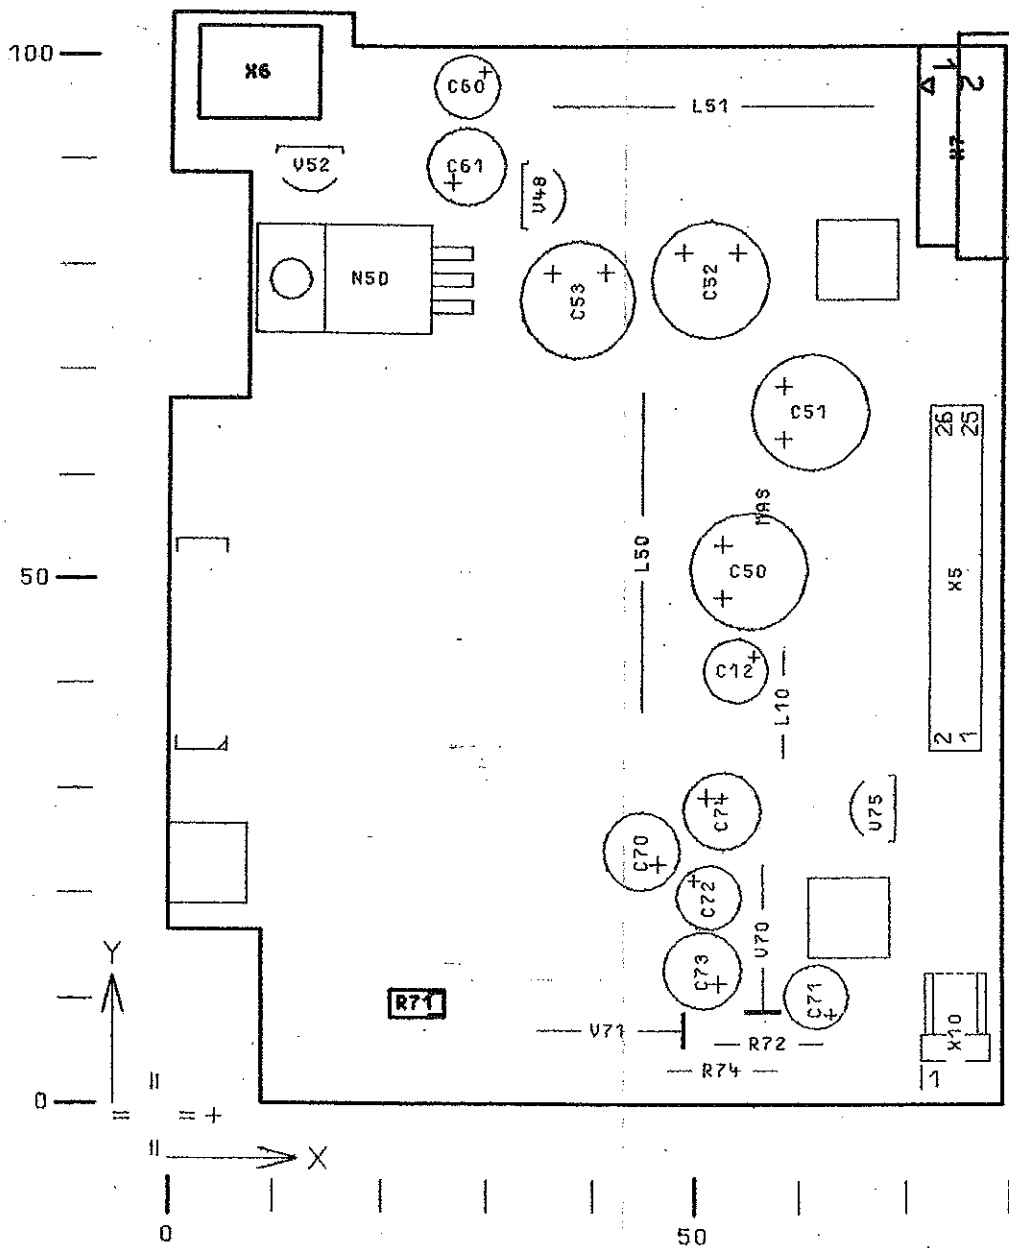 100
X6
C60
L51
1
2
X7
V52
C61
V48
N50
C53
C52
C51
26
25
MAS
L50
C50
X5
50
C12
L10
2
1
C74
V75
C70
C72
V70
Y
C73
R71
C71
V71
R72
X10
R74
1
0
=
= +
=
=
X
0
50